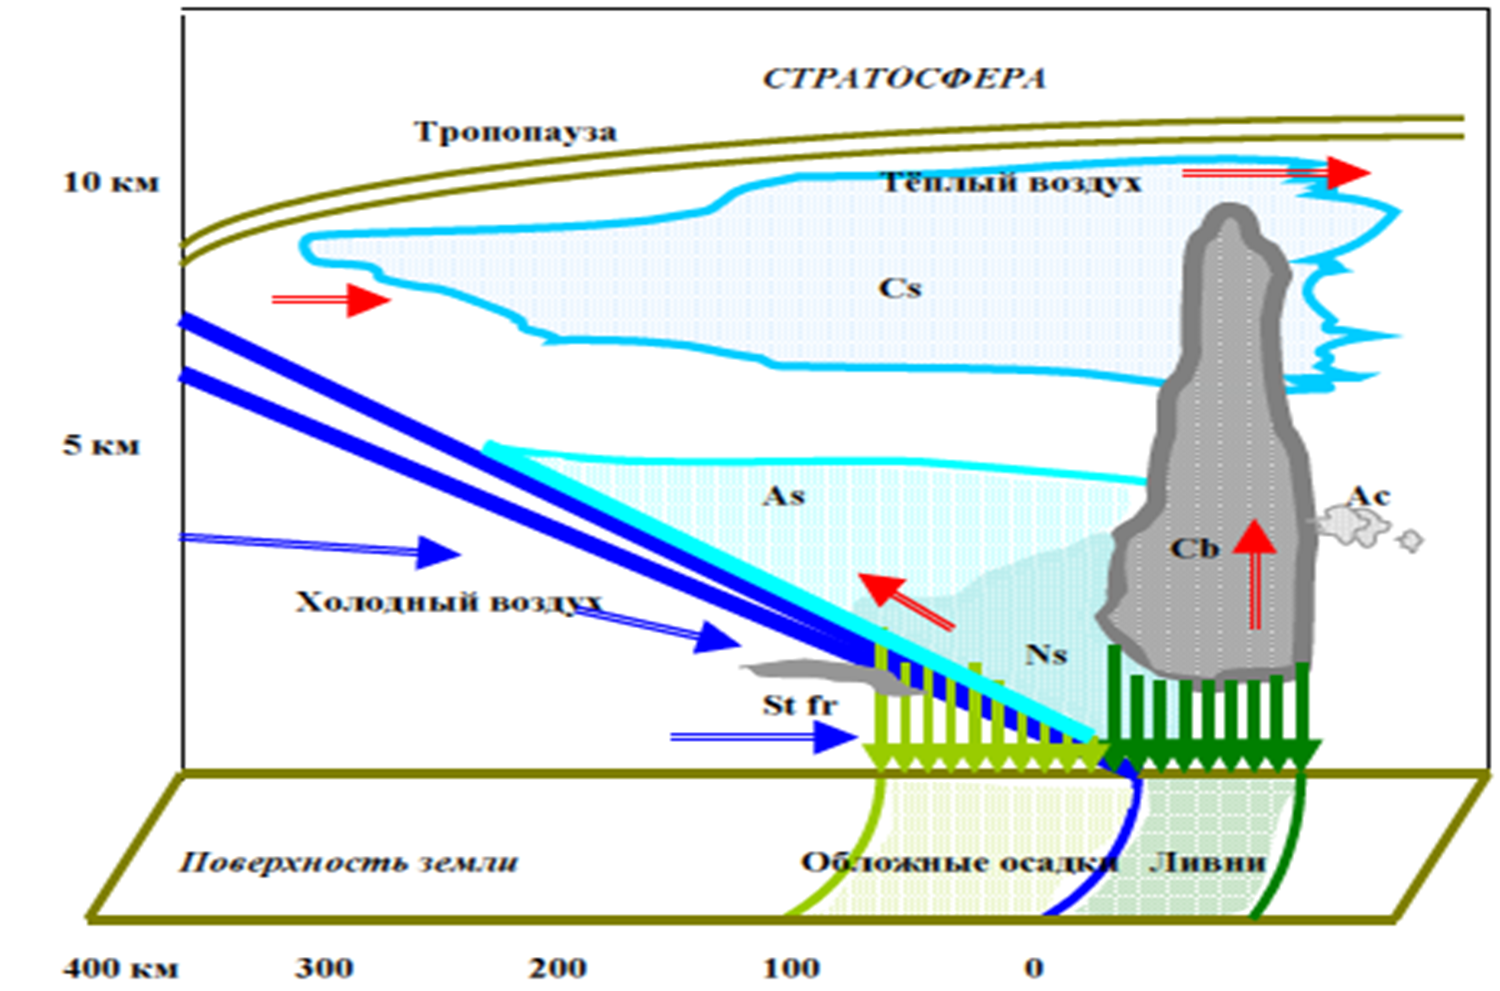 СТРАТОСФЕРА
Тропопауза
10 км
Тёплый воздух
Cs
5 км
As
Ac
Cb
Холодный воздух
Ns
St fr
Поверхность земли
Обложные осадки
Ливни
400 км 300 200 100 0